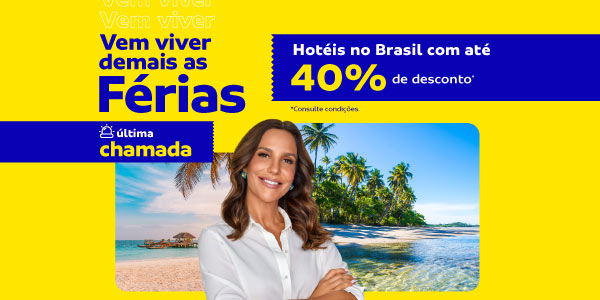 Vem viver
Vem viver
Vem viver
demais as
Férias
última
chamada
Hotéis no Brasil com até
40% de desconto*
*Consulte condições.